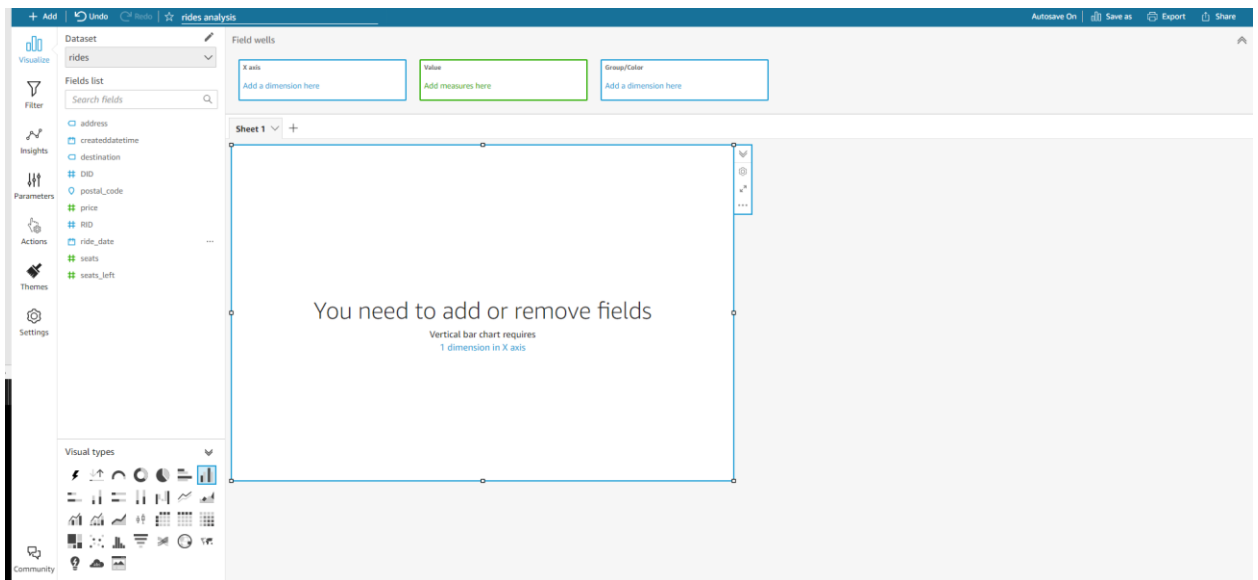 + Add Undo Redo rides analysis Autosave On Save as Export Share
Visualize
Filter
Insights
Parameters
Actions
Themes
Settings
Community
Dataset
rides
Fields list
Search fields
address
createddatetime
destination
DID
postal_code
price
RID
ride_date
seats
seats_left
Visual types
Field wells
X axis
Add a dimension here
Value
Add measures here
Group/Color
Add a dimension here
Sheet 1 +
You need to add or remove fields
Vertical bar chart requires
1 dimension in X axis